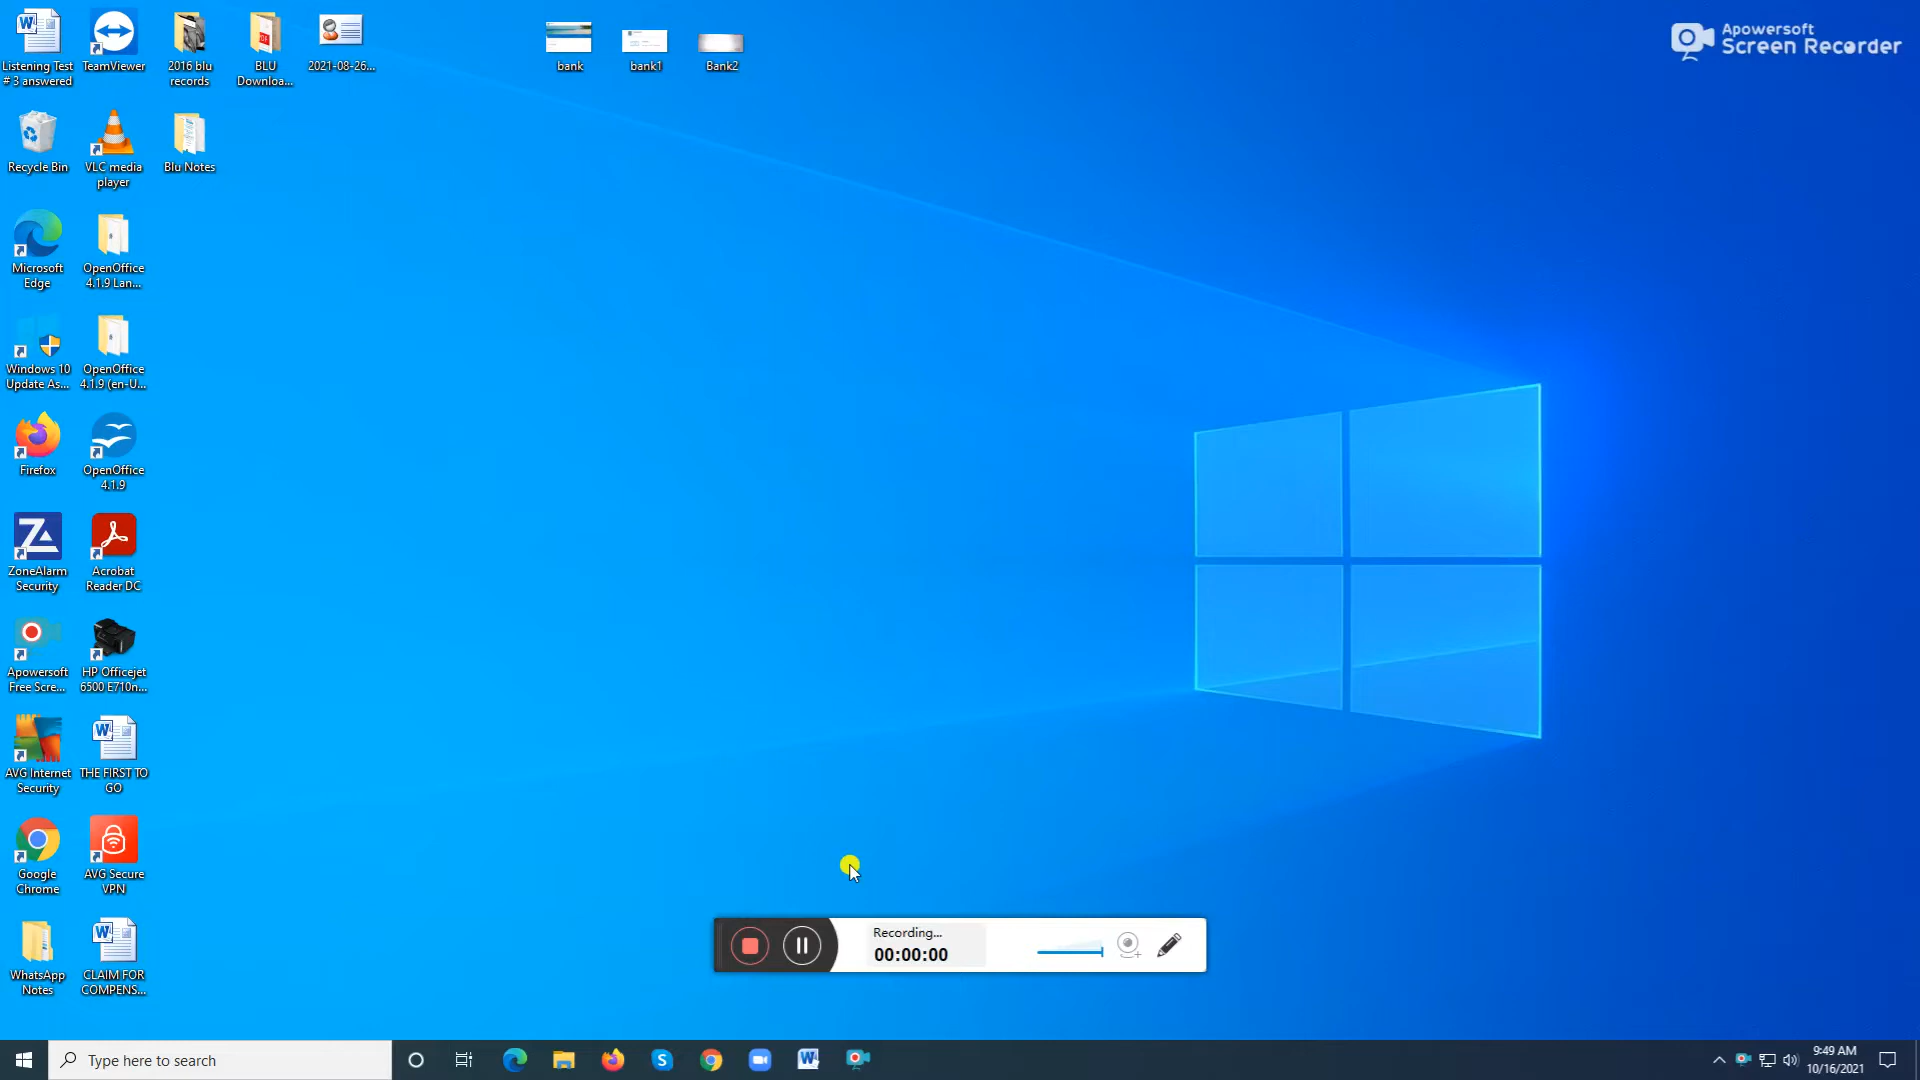 Listening Test
# 3 answered
TeamViewer
2016 blu
records
BLU
Downloa...
2021-08-26...
bank
bank1
Bank2
Apowersoft
Screen Recorder
Recycle Bin
VLC media
player
Blu Notes
Microsoft
Edge
OpenOffice
4.1.9 Lan...
Windows 10
Update As...
OpenOffice
4.1.9 (en-U...
Firefox
OpenOffice
4.1.9
ZoneAlarm
Security
Acrobat
Reader DC
Apowersoft
Free Scre...
HP Officejet
6500 E710n...
AVG Internet
Security
THE FIRST TO
GO
Google
Chrome
AVG Secure
VPN
WhatsApp
Notes
CLAIM FOR
COMPENS...
Recording...
00:00:00
Type here to search
9:49 AM
10/16/2021